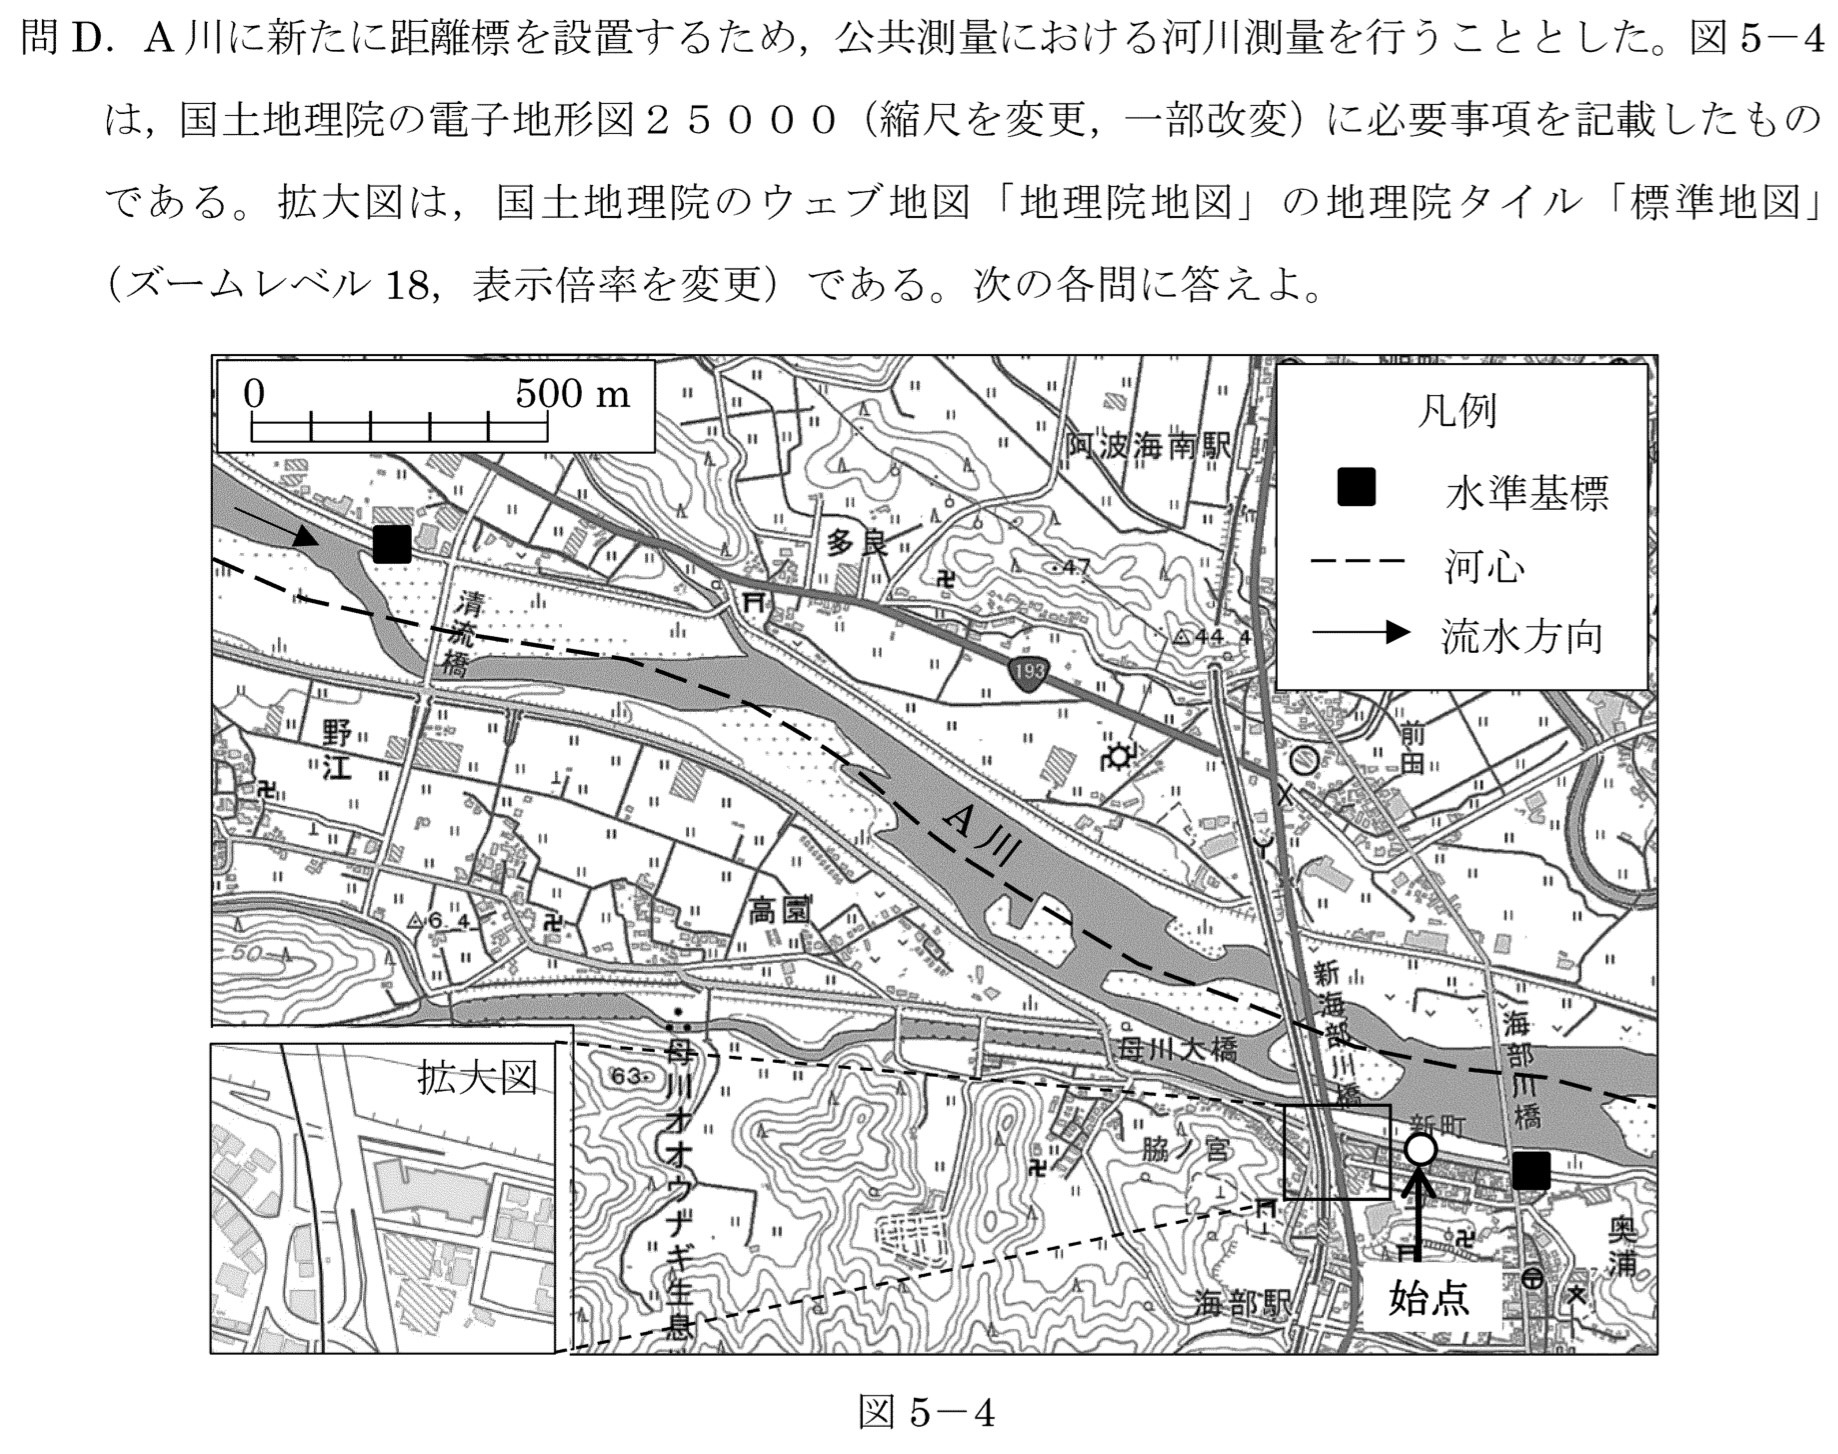 問D. A川に新たに距離標を設置するため，公共測量における河川測量を行うこととした。図5－4
は，国土地理院の電子地形図２５０００（縮尺を変更，一部改変）に必要事項を記載したもの
である。拡大図は，国土地理院のウェブ地図「地理院地図」の地理院タイル「標準地図」
（ズームレベル 18，表示倍率を変更）である。次の各問に答えよ。
0 500 m
凡例
水準基標
河心
流水方向
阿波海南駅
多良
47
清流橋
44.4
193
野江
前田
A川
高園
6.4
50
新海部川橋
海部川橋
母川大橋
拡大図
63
母川オオウナギ生息
新町
脇ノ宮
奥浦
海部駅
始点
図 5－4